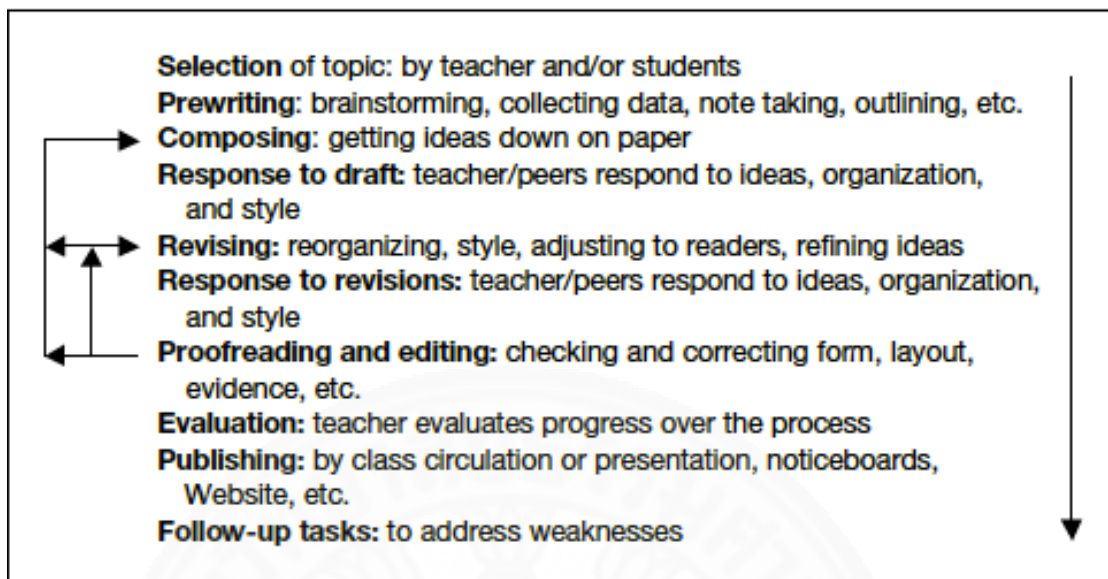 Selection of topic: by teacher and/or students
Prewriting: brainstorming, collecting data, note taking, outlining, etc.
Composing: getting ideas down on paper
Response to draft: teacher/peers respond to ideas, organization,
and style
Revising: reorganizing, style, adjusting to readers, refining ideas
Response to revisions: teacher/peers respond to ideas, organization,
and style
Proofreading and editing: checking and correcting form, layout,
evidence, etc.
Evaluation: teacher evaluates progress over the process
Publishing: by class circulation or presentation, noticeboards,
Website, etc.
Follow-up tasks: to address weaknesses